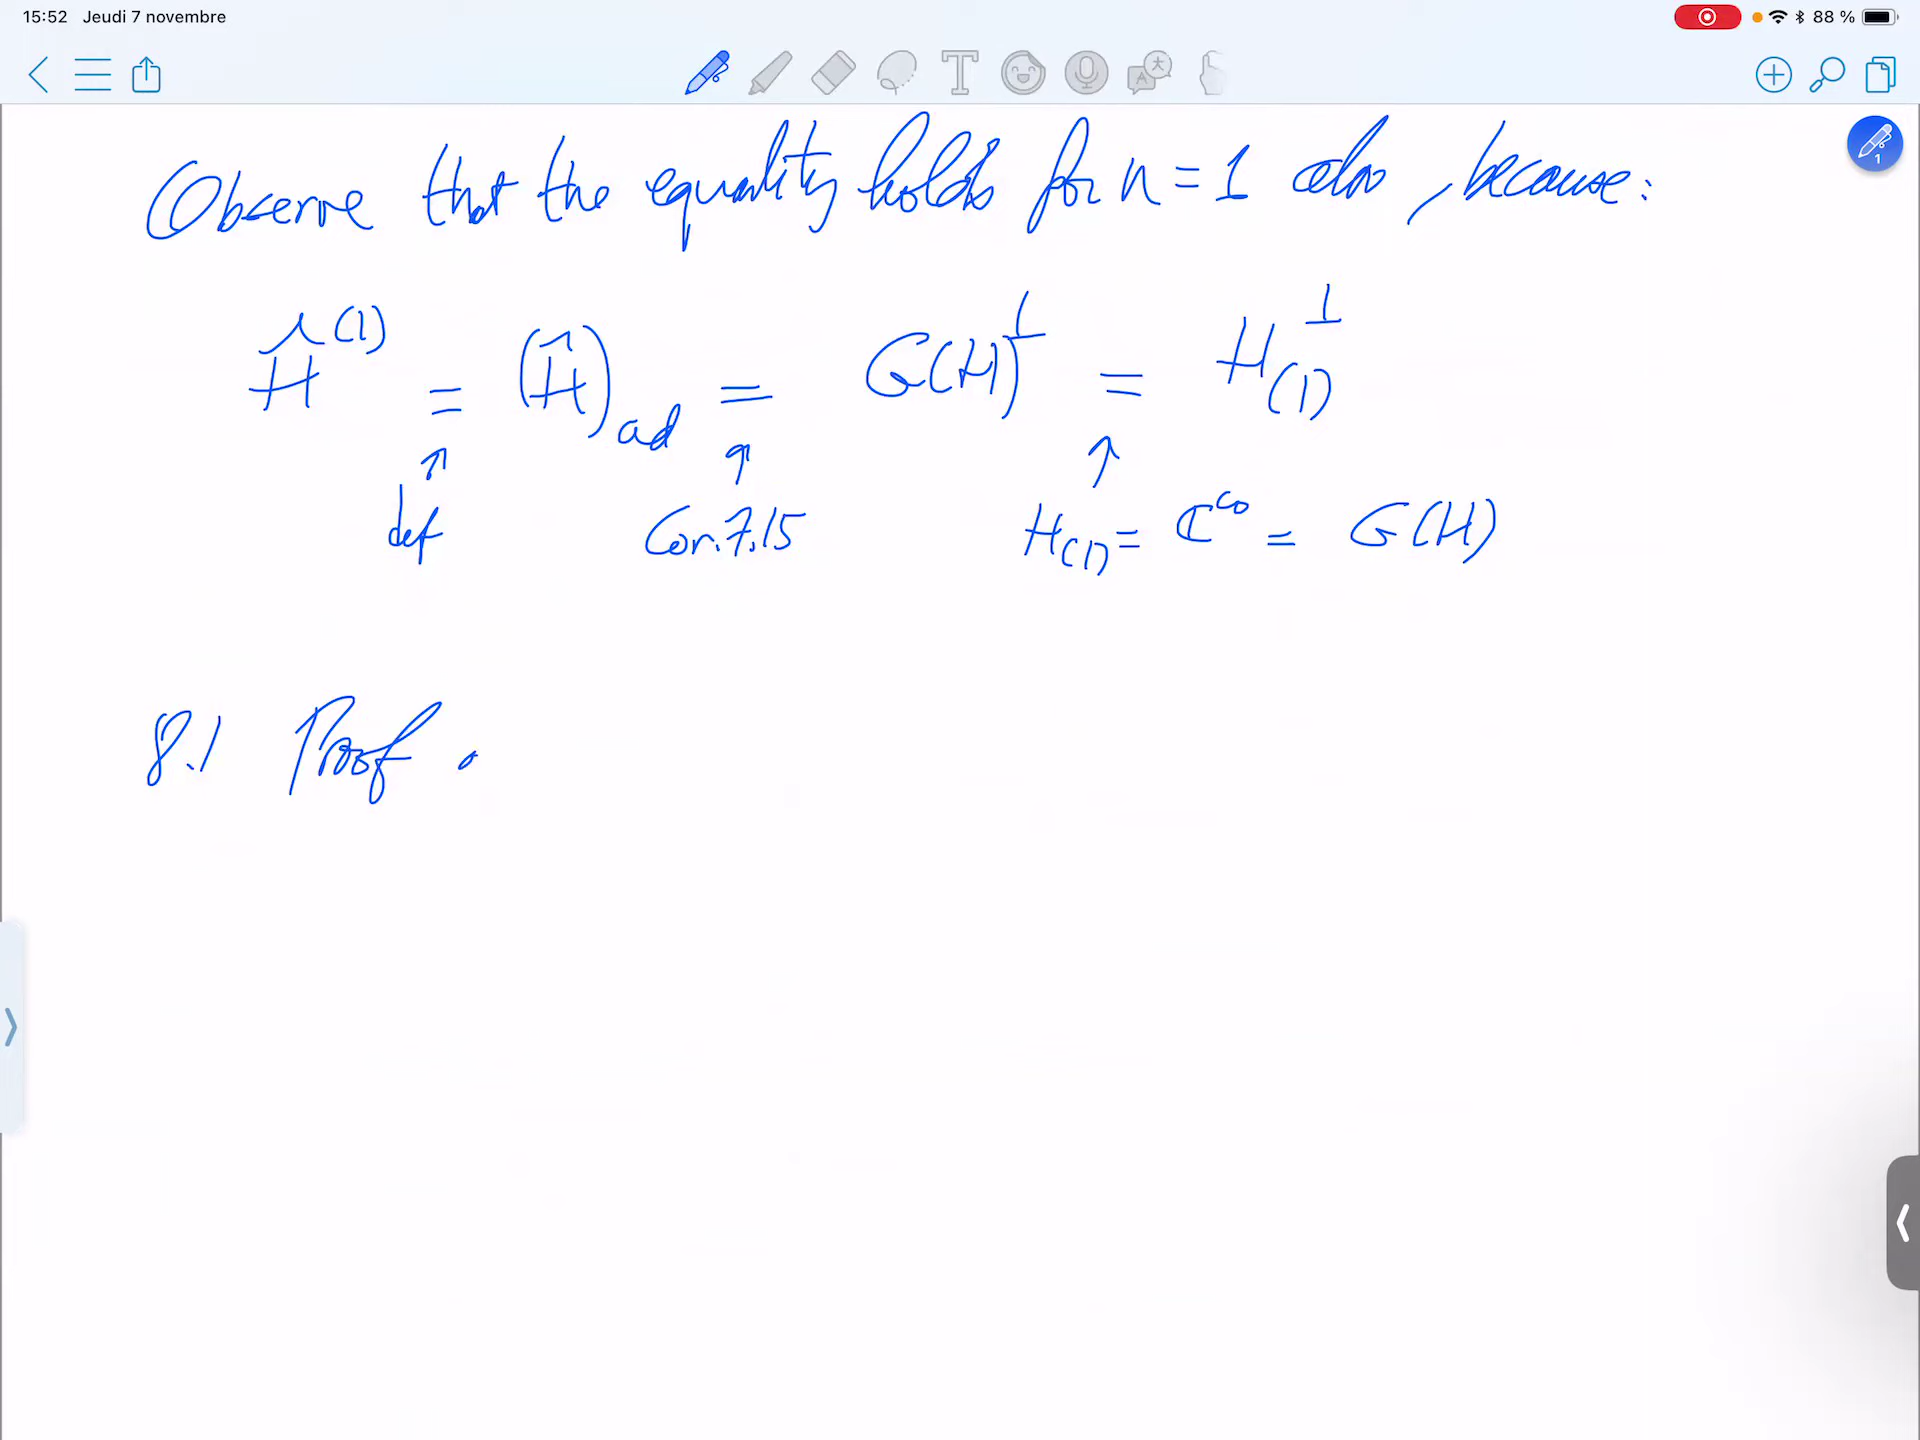 15:52 Jeudi 7 novembre 88 %
1
Observe that the equality holds for n = 1 also, because:
Ĥ^(1) = (Ĥ)_ad = G(H)^⊥ = H_(1)^⊥
↑ ↑ ↑
def Cor. 7.15 H_(1) = ℂ^co = G(H)
8.1 Proof.